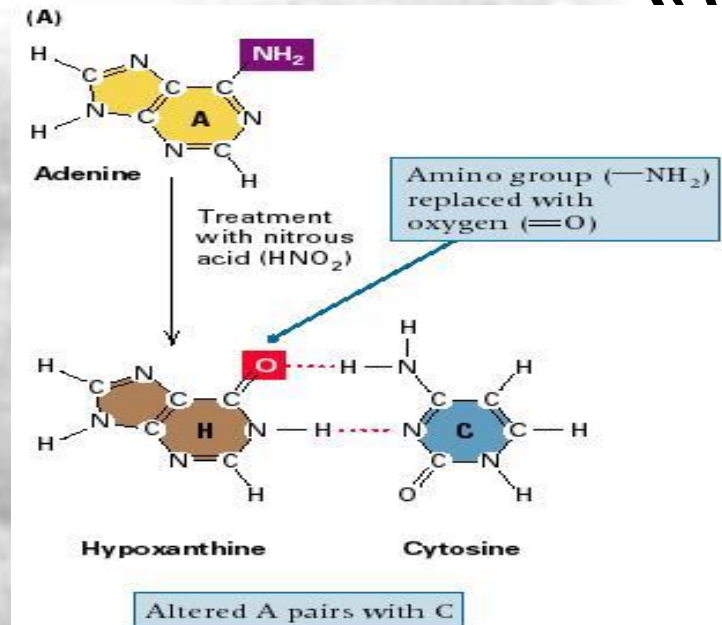 (A)
H
N
NH₂
C
C
C
N
A
N
C
H
N
C
H
Adenine
Amino group (—NH₂)
replaced with
oxygen (═O)
Treatment
with nitrous
acid (HNO₂)
H
O
H
N
H
H
C
N
C
C
C
C
H
N
C
N
H
N
C
C
H
H
N
C
C
N
O
H
H
Hypoxanthine
Cytosine
Altered A pairs with C